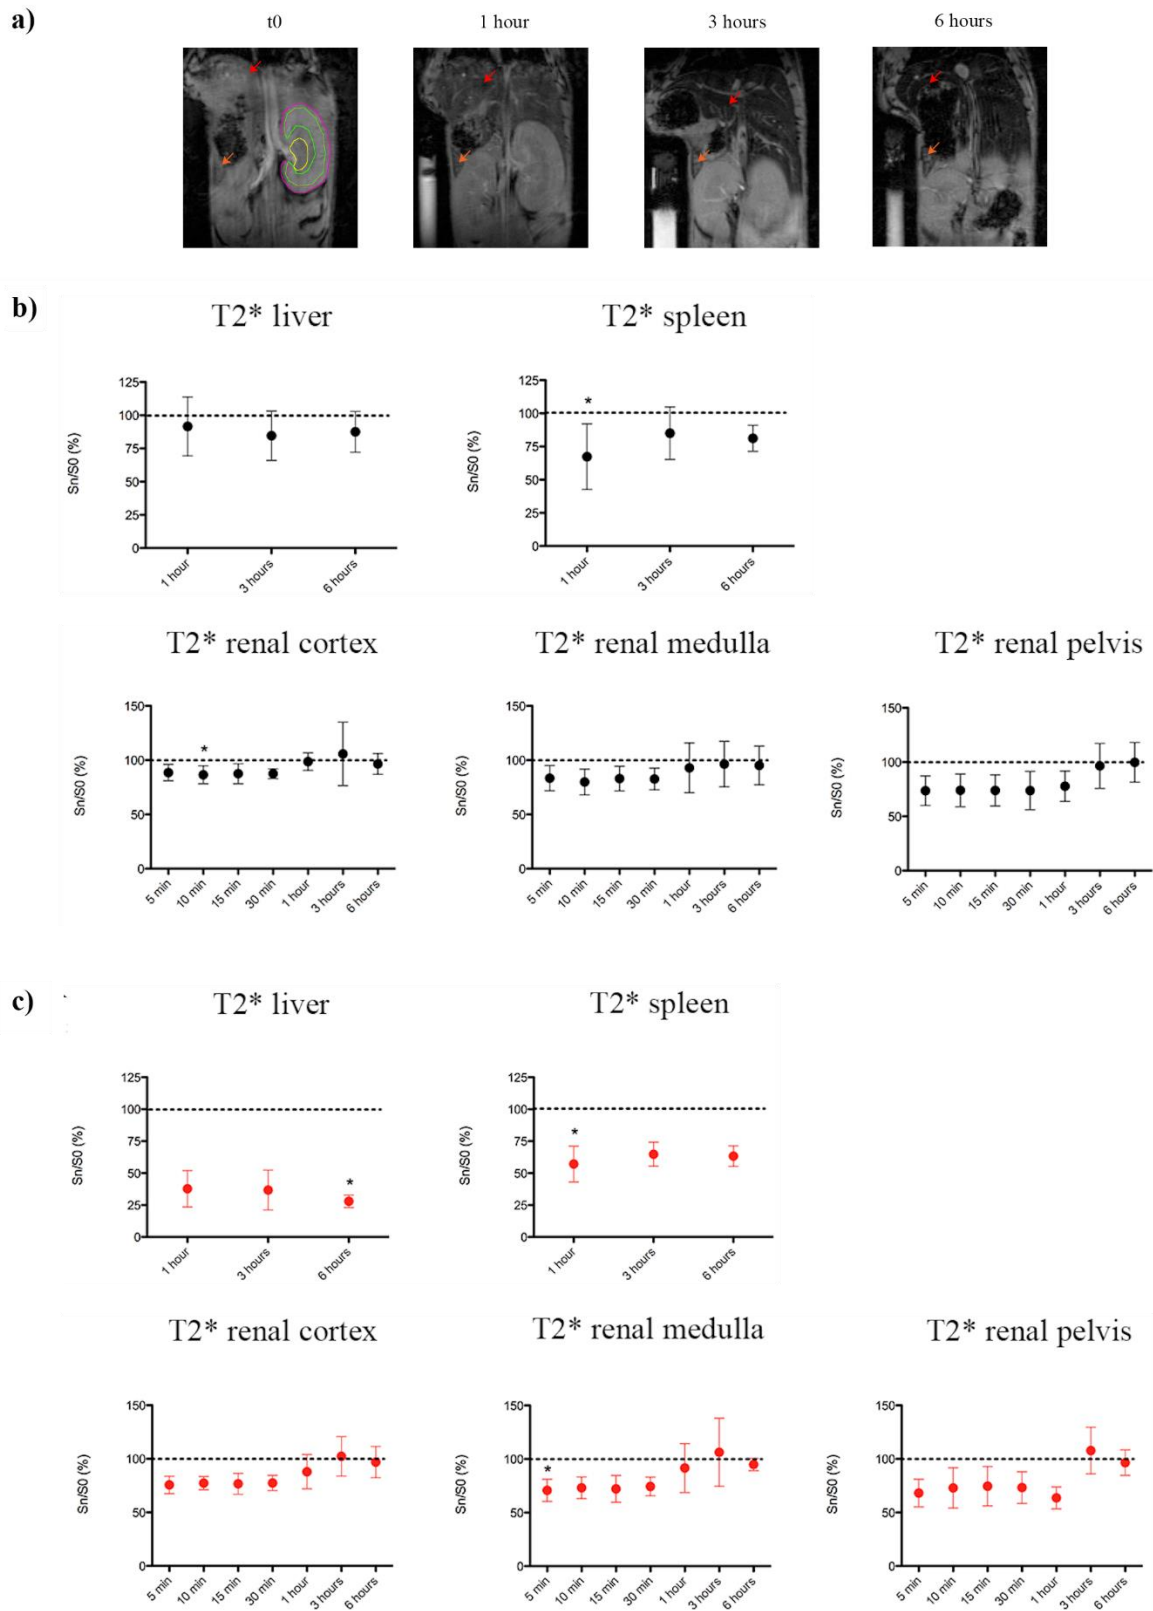 a)
t0 1 hour 3 hours 6 hours
b)
T2* liver T2* spleen
125 100 75 50 25 0
Sn/S0 (%)
1 hour 3 hours 6 hours
*
125 100 75 50 25 0
Sn/S0 (%)
1 hour 3 hours 6 hours
T2* renal cortex T2* renal medulla T2* renal pelvis
*
150 100 50 0
Sn/S0 (%)
5 min 10 min 15 min 30 min 1 hour 3 hours 6 hours
150 100 50 0
Sn/S0 (%)
5 min 10 min 15 min 30 min 1 hour 3 hours 6 hours
150 100 50 0
Sn/S0 (%)
5 min 10 min 15 min 30 min 1 hour 3 hours 6 hours
c)
T2* liver T2* spleen
125 100 75 50 25 0
Sn/S0 (%)
*
1 hour 3 hours 6 hours
125 100 75 50 25 0
Sn/S0 (%)
*
1 hour 3 hours 6 hours
T2* renal cortex T2* renal medulla T2* renal pelvis
150 100 50 0
Sn/S0 (%)
5 min 10 min 15 min 30 min 1 hour 3 hours 6 hours
150 100 50 0
Sn/S0 (%)
*
5 min 10 min 15 min 30 min 1 hour 3 hours 6 hours
150 100 50 0
Sn/S0 (%)
5 min 10 min 15 min 30 min 1 hour 3 hours 6 hours